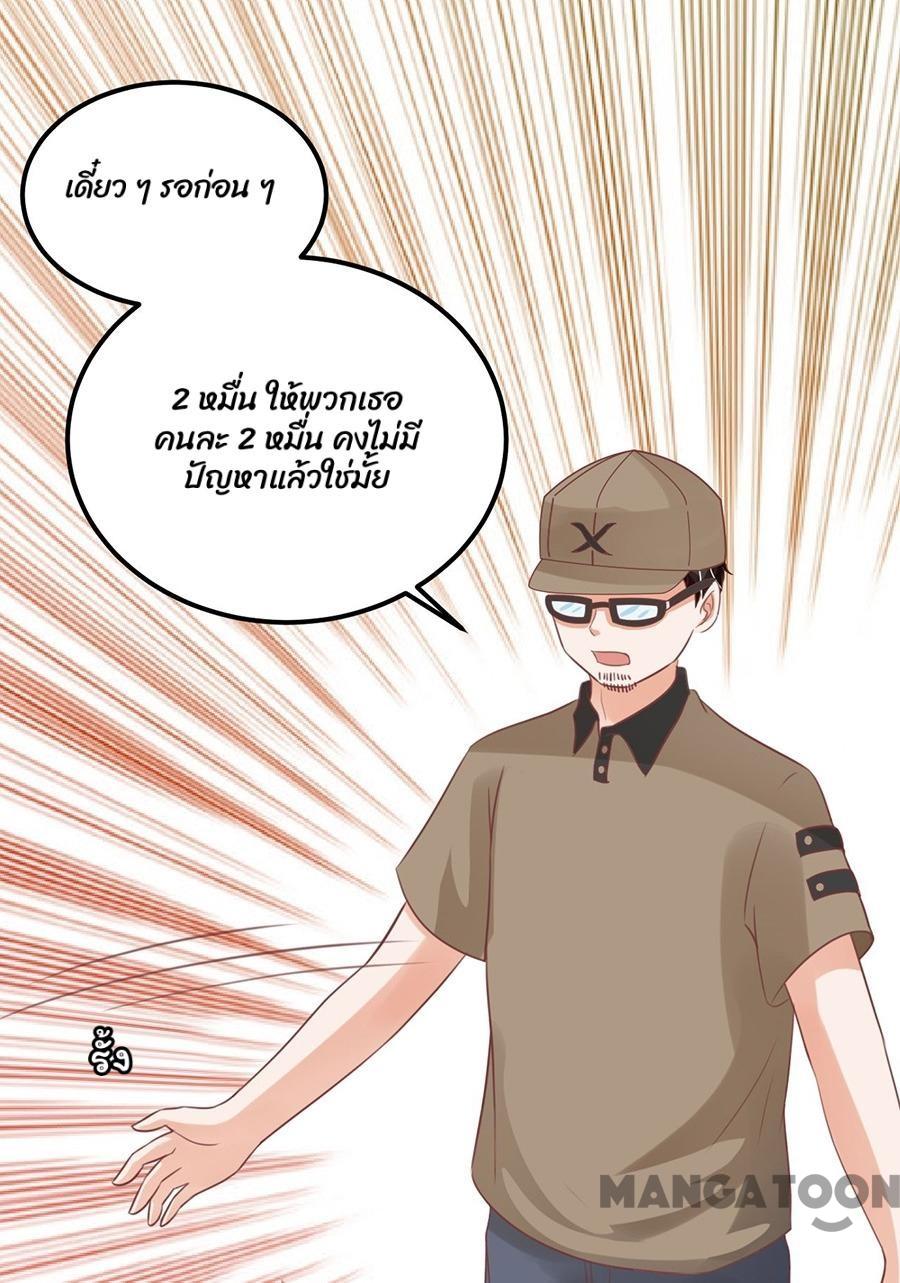 เดี๋ยว ๆ รอก่อน ๆ
2 หมื่น ให้พวกเธอ
คนละ 2 หมื่น คงไม่มี
ปัญหาแล้วใช่มั้ย
X
รั้ง
MANGATOON